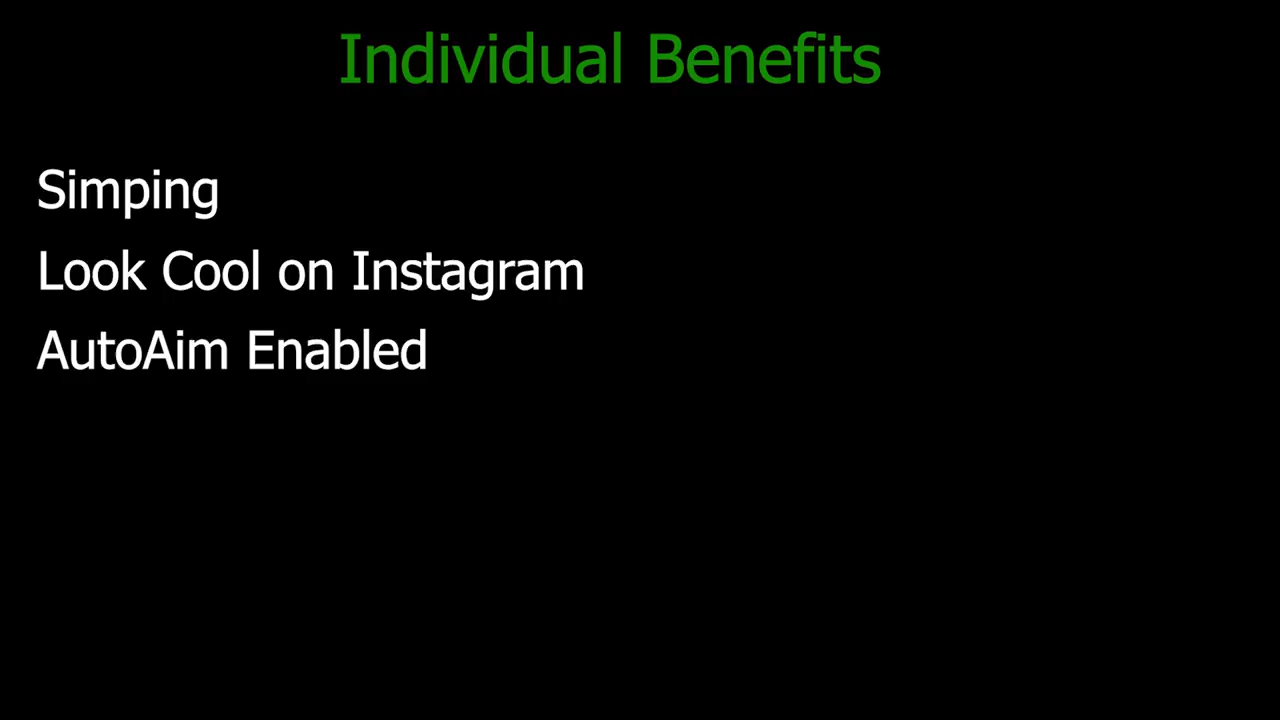 Individual Benefits
Simping
Look Cool on Instagram
AutoAim Enabled